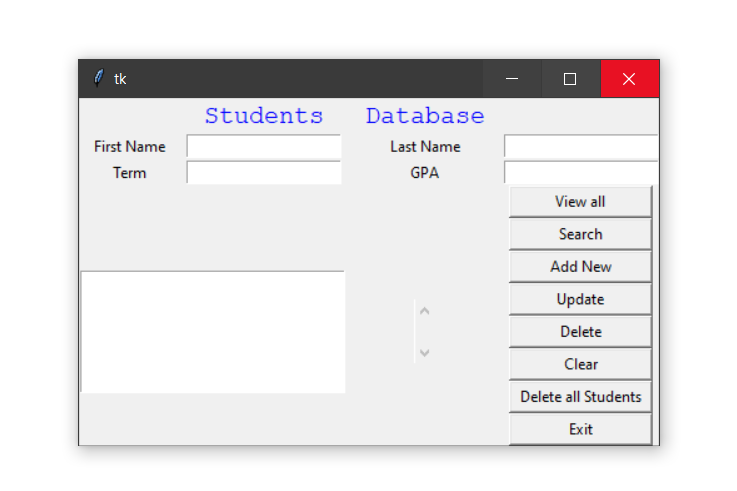 tk
Students Database
First Name Last Name
Term GPA
View all
Search
Add New
Update
Delete
Clear
Delete all Students
Exit